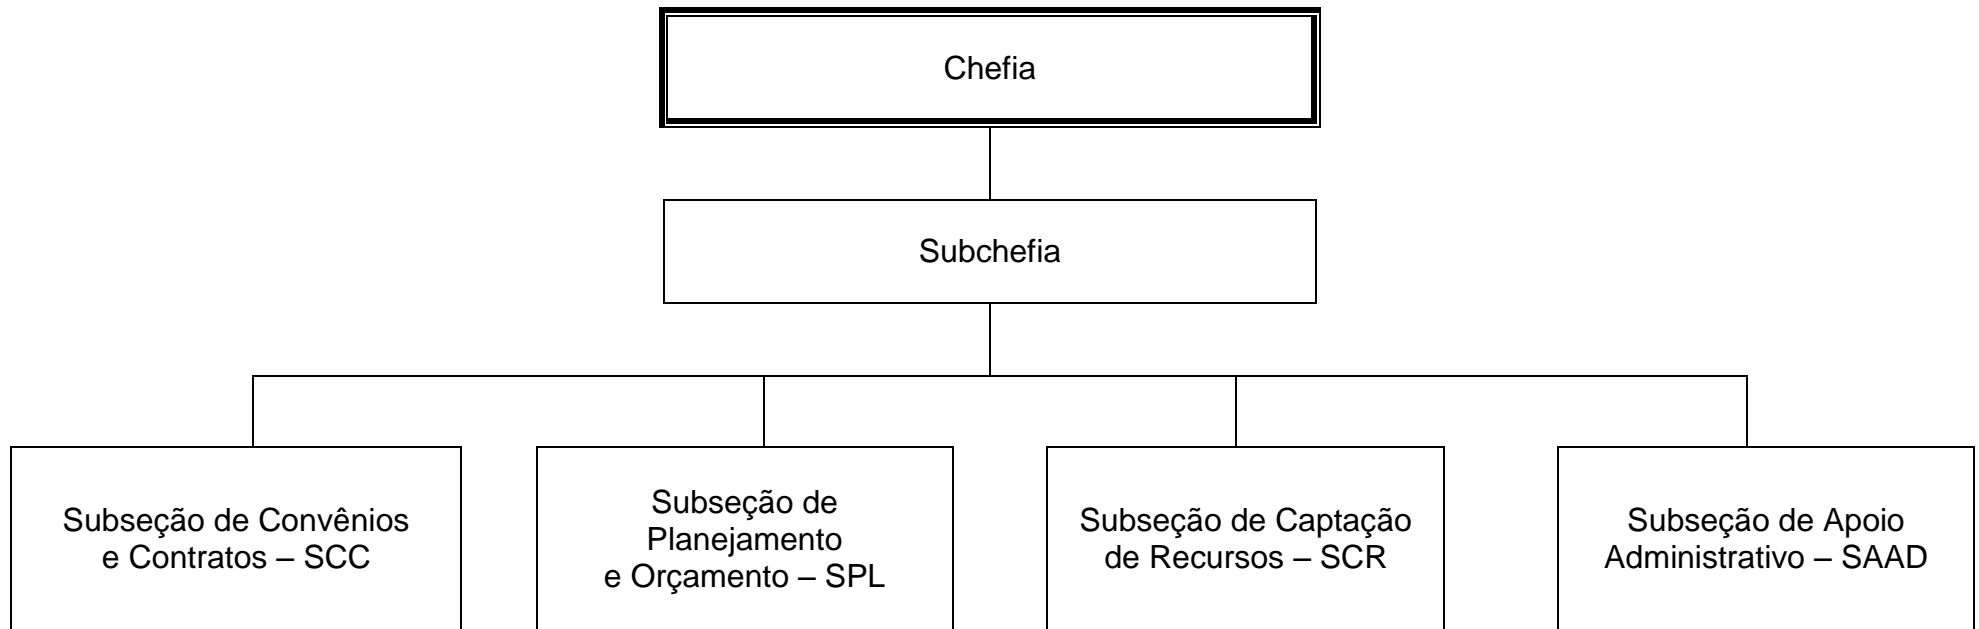 Chefia
Subchefia
Subseção de Convênios
e Contratos – SCC
Subseção de
Planejamento
e Orçamento – SPL
Subseção de Captação
de Recursos – SCR
Subseção de Apoio
Administrativo – SAAD